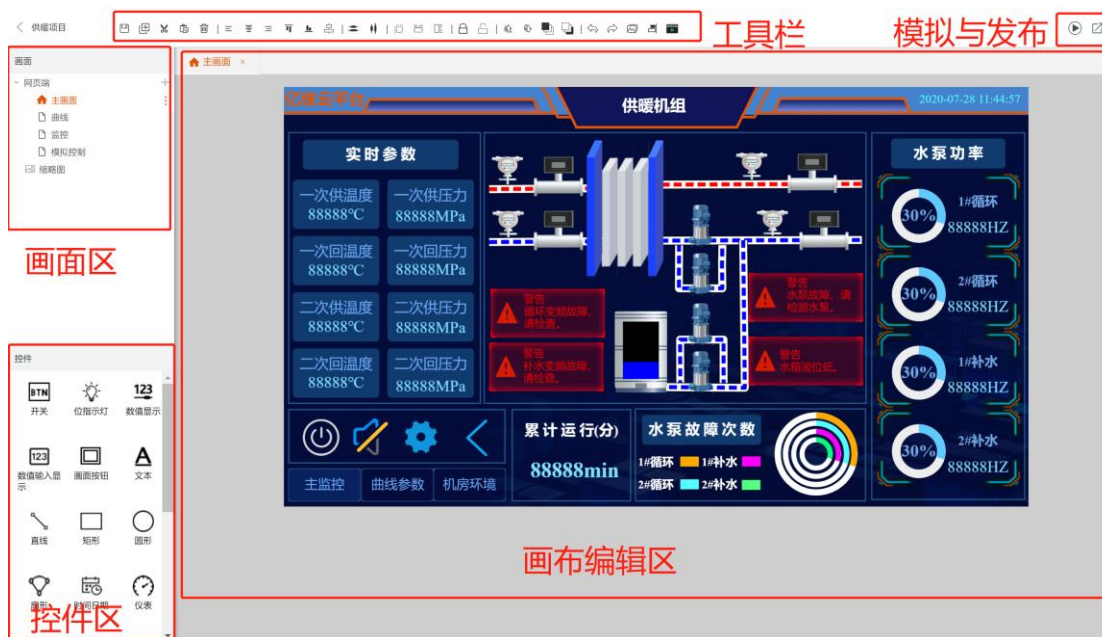 供暖项目
工具栏
模拟与发布
画面
网页端
主画面
曲线
监控
模拟控制
缩略图
画面区
主画面 ×
亿维云平台
供暖机组
2020-07-28 11:44:57
实时参数
一次供温度
88888℃
一次供压力
88888MPa
一次回温度
88888℃
一次回压力
88888MPa
二次供温度
88888℃
二次供压力
88888MPa
二次回温度
88888℃
二次回压力
88888MPa
警告
循环变频故障,
请检查。
警告
补水变频故障,
请检查。
警告
水泵故障,请
检测水泵。
警告
水箱液位低。
水泵功率
30%
1#循环
88888HZ
30%
2#循环
88888HZ
30%
1#补水
88888HZ
30%
2#补水
88888HZ
主监控
曲线参数
机房环境
累计运行(分)
88888min
水泵故障次数
1#循环
1#补水
2#循环
2#补水
画布编辑区
控件
BTN
开关
位指示灯
123
数值显示
123
数值输入显
示
画面按钮
A
文本
直线
矩形
圆形
扇形
时间日期
仪表
控件区